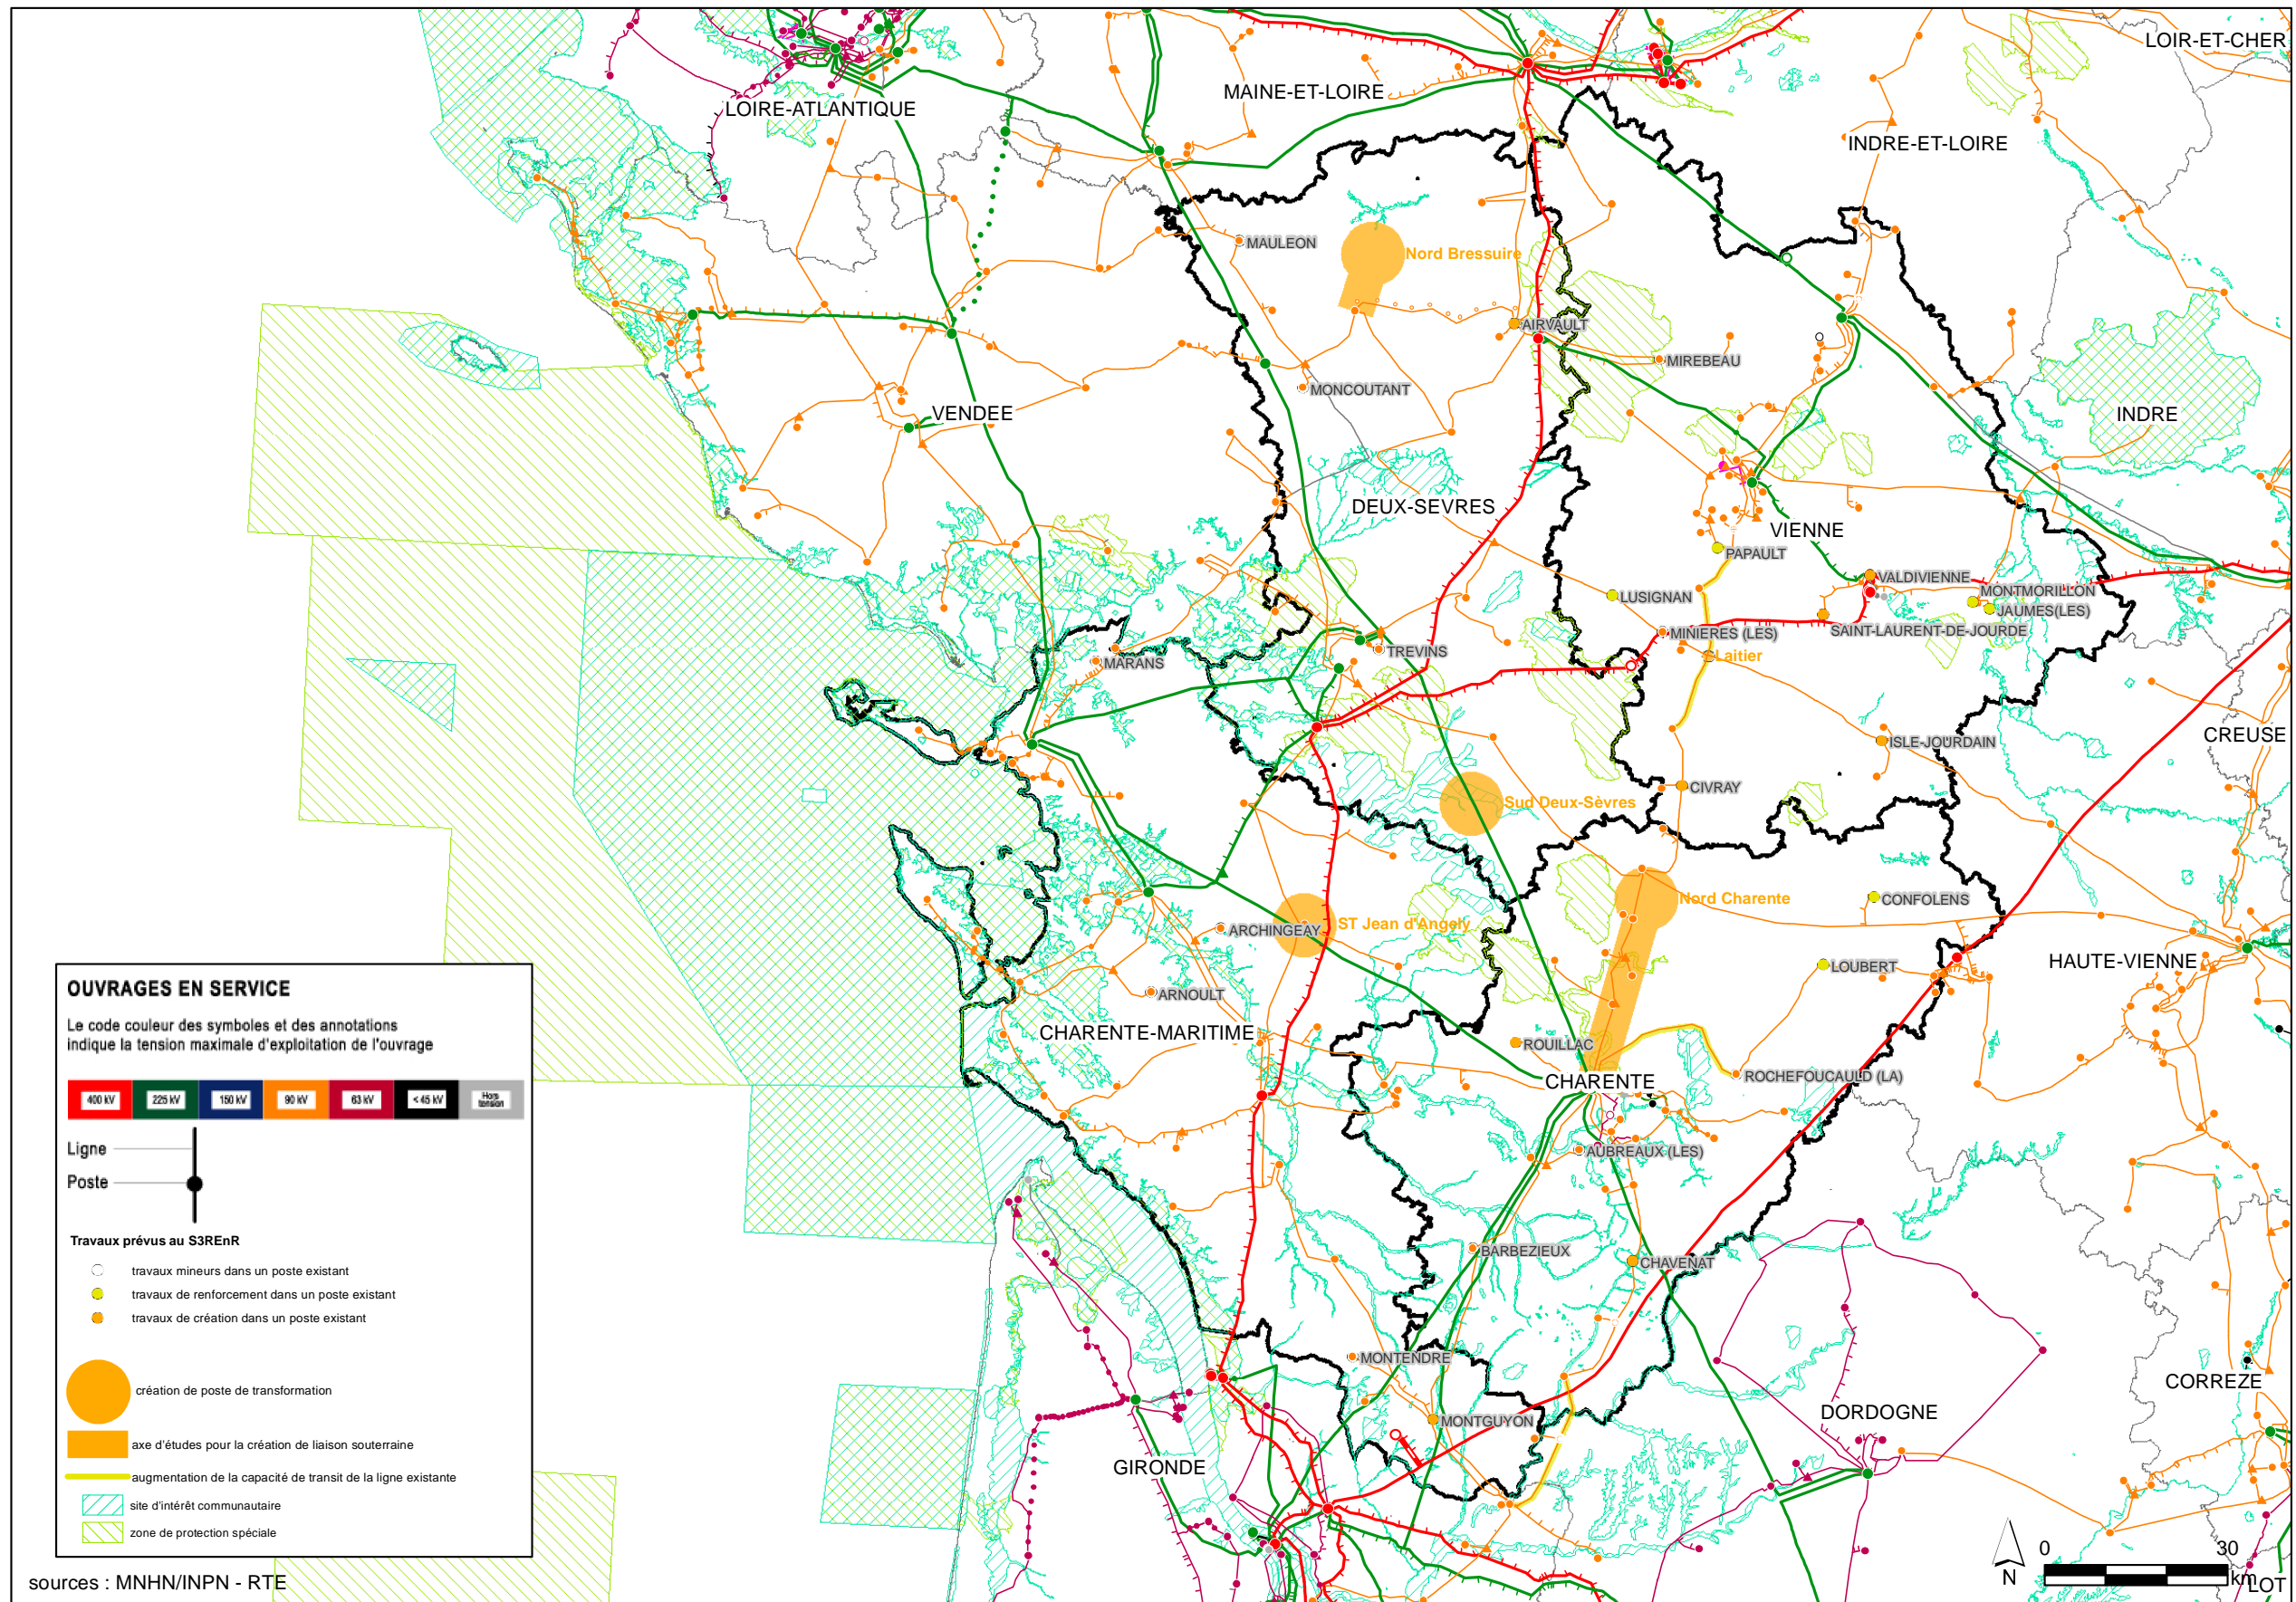 LOIR-ET-CHER
MAINE-ET-LOIRE
LOIRE-ATLANTIQUE
INDRE-ET-LOIRE
MAULEON
Nord Bressuire
AIRVAULT
MIREBEAU
MONCOUTANT
VENDEE
INDRE
DEUX-SEVRES
VIENNE
PAPAULT
VALDIVIENNE
MONTMORILLON
LUSIGNAN
JAUMES(LES)
SAINT-LAURENT-DE-JOURDE
MINIERES (LES)
TREVINS
Laitier
MARANS
CREUSE
ISLE-JOURDAIN
CIVRAY
Sud Deux-Sèvres
Nord Charente
CONFOLENS
ST Jean d'Angely
ARCHINGEAY
HAUTE-VIENNE
LOUBERT
ARNOULT
CHARENTE-MARITIME
ROUILLAC
ROCHEFOUCAULD (LA)
CHARENTE
AUBREAUX (LES)
BARBEZIEUX
CHAVENAT
MONTENDRE
CORREZE
DORDOGNE
MONTGUYON
GIRONDE
OUVRAGES EN SERVICE
Le code couleur des symboles et des annotations
indique la tension maximale d'exploitation de l'ouvrage
400 kV 225 kV 150 kV 90 kV 63 kV < 45 kV Hors tension
Ligne
Poste
Travaux prévus au S3REnR
travaux mineurs dans un poste existant
travaux de renforcement dans un poste existant
travaux de création dans un poste existant
création de poste de transformation
axe d'études pour la création de liaison souterraine
augmentation de la capacité de transit de la ligne existante
site d'intérêt communautaire
zone de protection spéciale
sources : MNHN/INPN - RTE
N
0 30
km
LOT